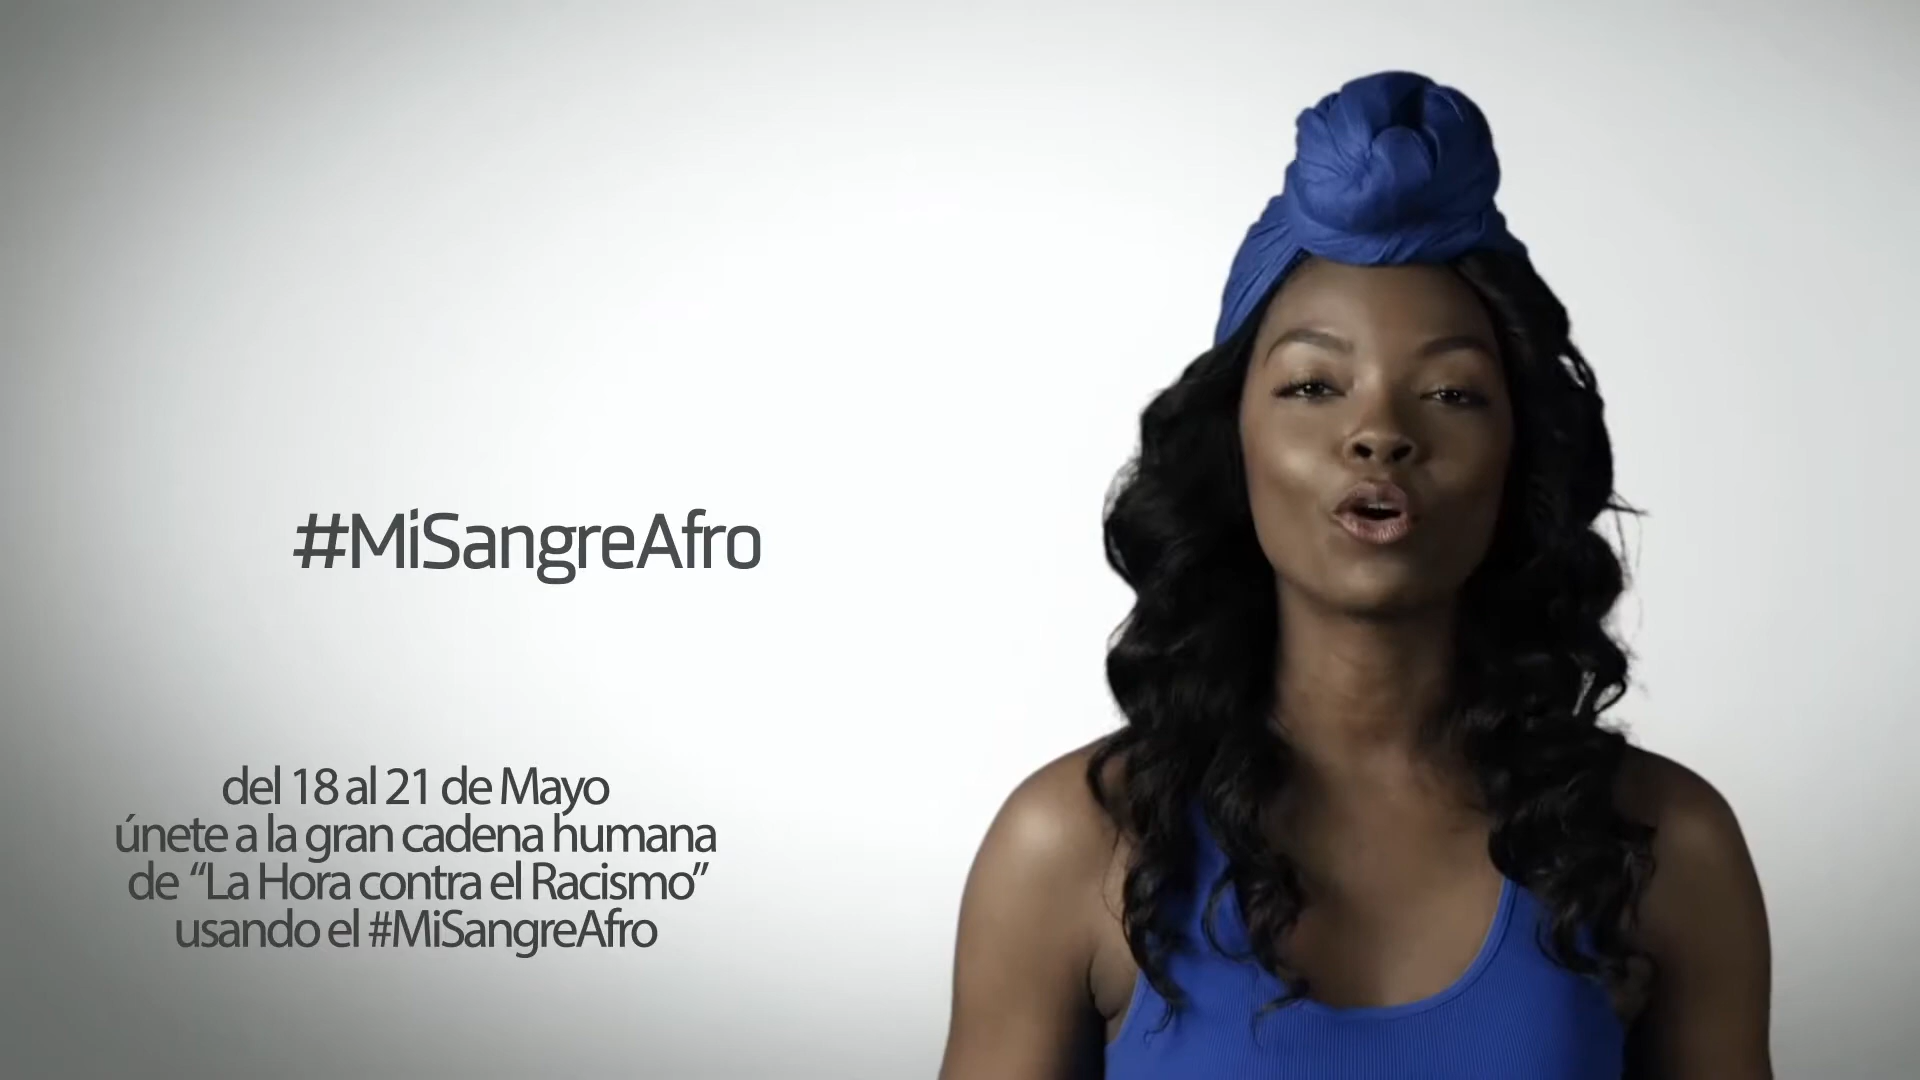 #MiSangreAfro
del 18 al 21 de Mayo
únete a la gran cadena humana
de “La Hora contra el Racismo”
usando el #MiSangreAfro